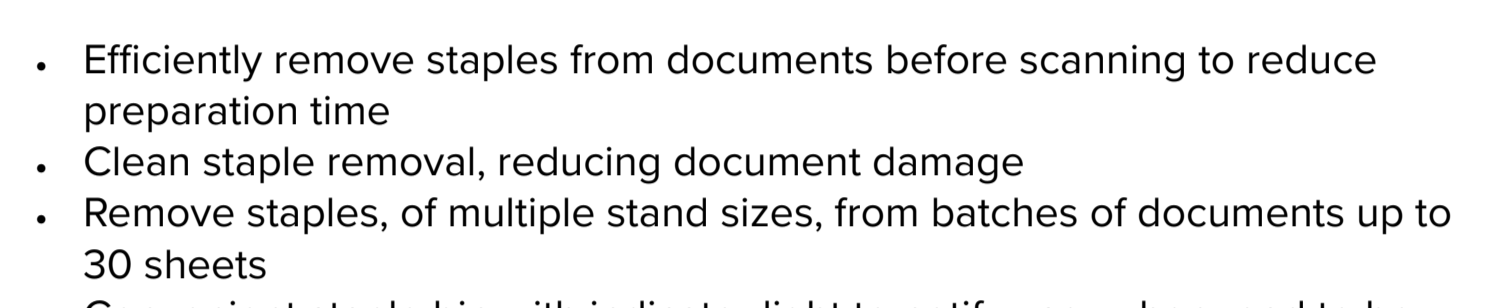 • Efficiently remove staples from documents before scanning to reduce
preparation time
• Clean staple removal, reducing document damage
• Remove staples, of multiple stand sizes, from batches of documents up to
30 sheets